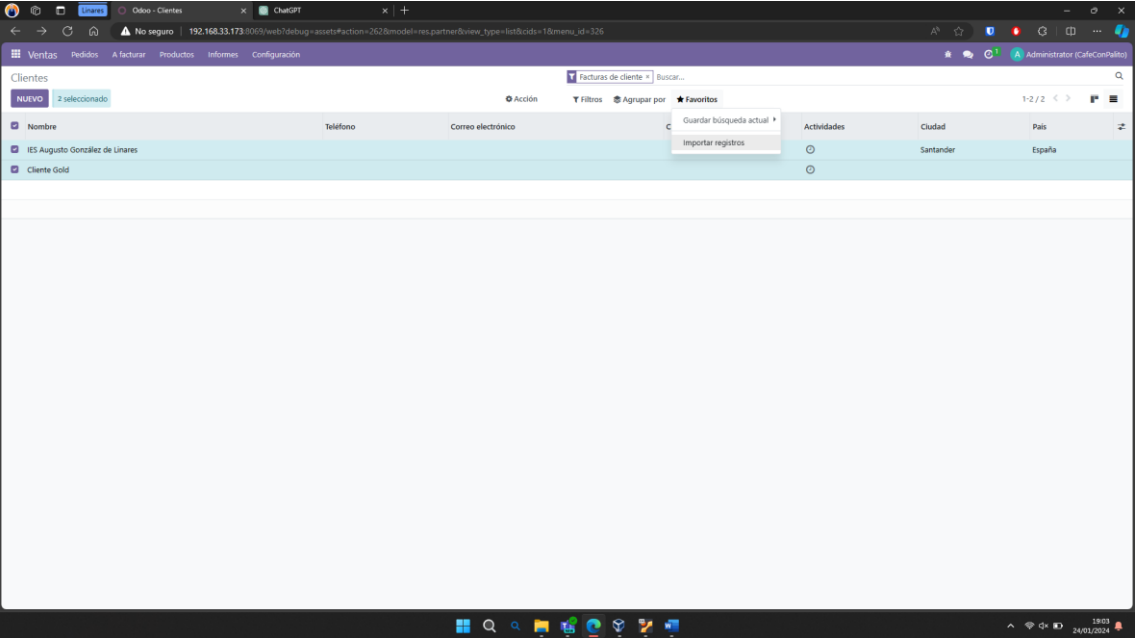 Linares Odoo - Clientes × ChatGPT × +
No seguro 192.168.33.173:8069/web?debug=assets#action=262&model=res.partner&view_type=list&cids=1&menu_id=326
Ventas Pedidos A facturar Productos Informes Configuración 1 A Administrator (CafeConPalito)
Clientes Facturas de cliente × Buscar...
NUEVO 2 seleccionado Acción Filtros Agrupar por Favoritos 1-2 / 2
Guardar búsqueda actual
Nombre Teléfono Correo electrónico C Actividades Ciudad País
Importar registros
IES Augusto González de Linares Santander España
Cliente Gold
19:03
24/01/2024